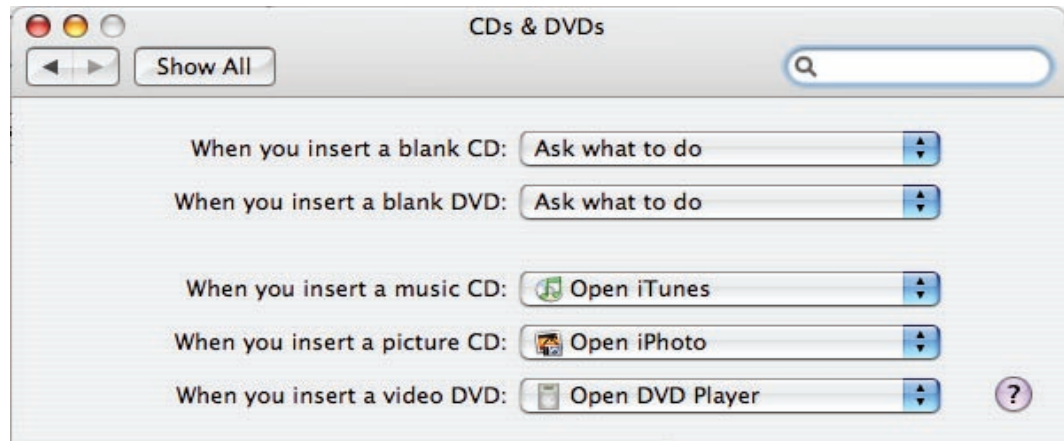 CDs & DVDs
Show All
When you insert a blank CD: Ask what to do
When you insert a blank DVD: Ask what to do
When you insert a music CD: Open iTunes
When you insert a picture CD: Open iPhoto
When you insert a video DVD: Open DVD Player ?